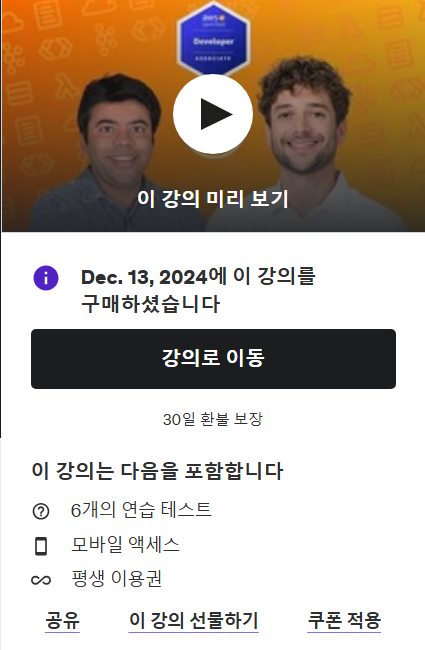 aws
Developer
ASSOCIATE
이 강의 미리 보기
Dec. 13, 2024에 이 강의를
구매하셨습니다
강의로 이동
30일 환불 보장
이 강의는 다음을 포함합니다
6개의 연습 테스트
모바일 액세스
평생 이용권
공유 이 강의 선물하기 쿠폰 적용